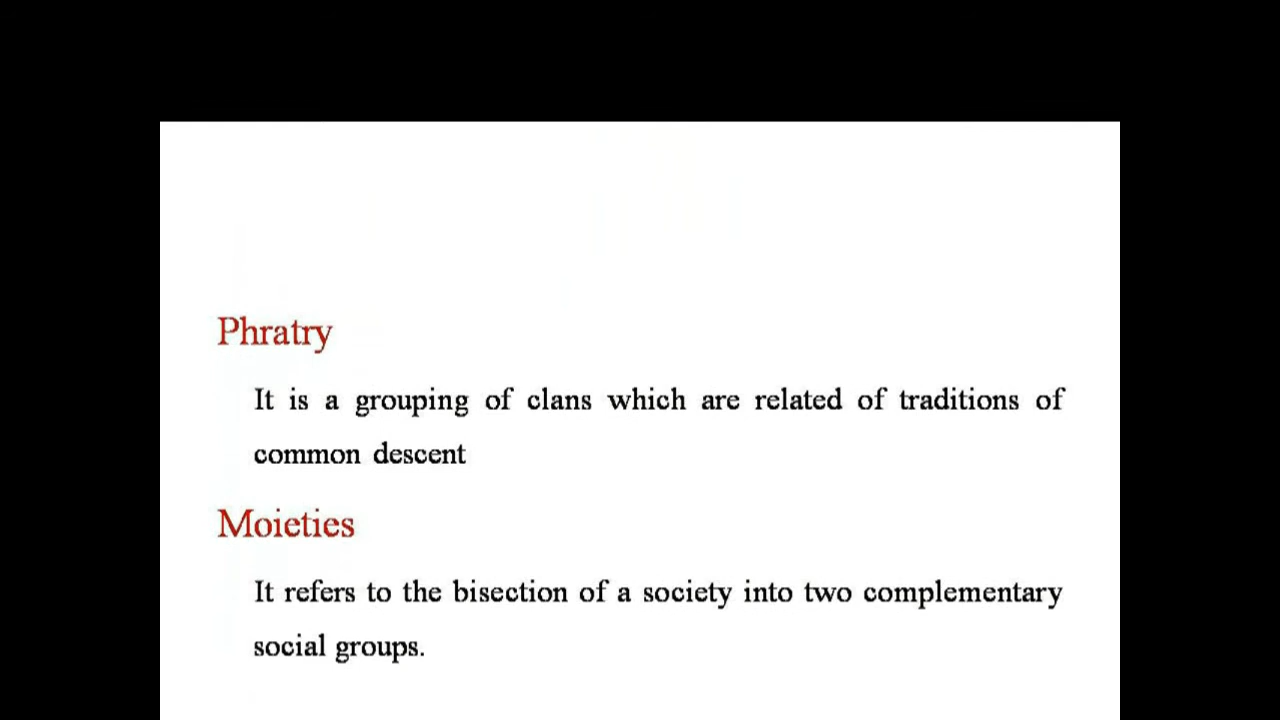 Phratry
It is a grouping of clans which are related of traditions of
common descent
Moieties
It refers to the bisection of a society into two complementary
social groups.